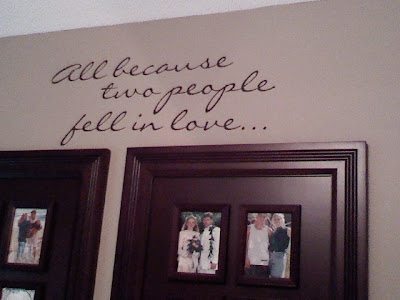 All because
two people
fell in love...